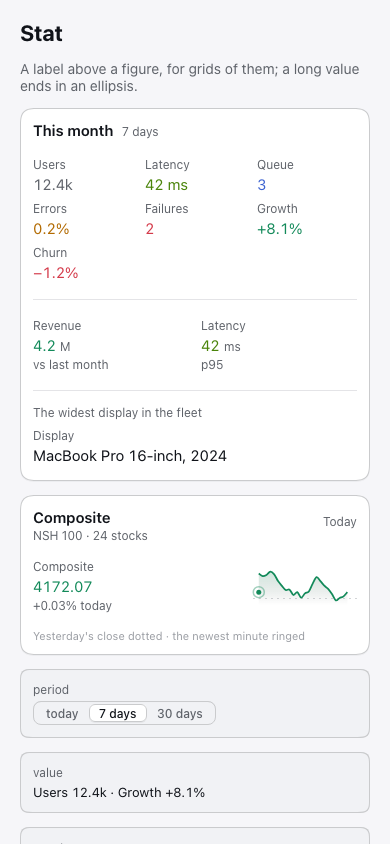 Stat
A label above a figure, for grids of them; a long value
ends in an ellipsis.
This month 7 days
Users Latency Queue
12.4k 42 ms 3
Errors Failures Growth
0.2% 2 +8.1%
Churn
−1.2%
Revenue Latency
4.2 M 42 ms
vs last month p95
The widest display in the fleet
Display
MacBook Pro 16-inch, 2024
Composite Today
NSH 100 · 24 stocks
Composite
4172.07
+0.03% today
Yesterday's close dotted · the newest minute ringed
period
today 7 days 30 days
value
Users 12.4k · Growth +8.1%